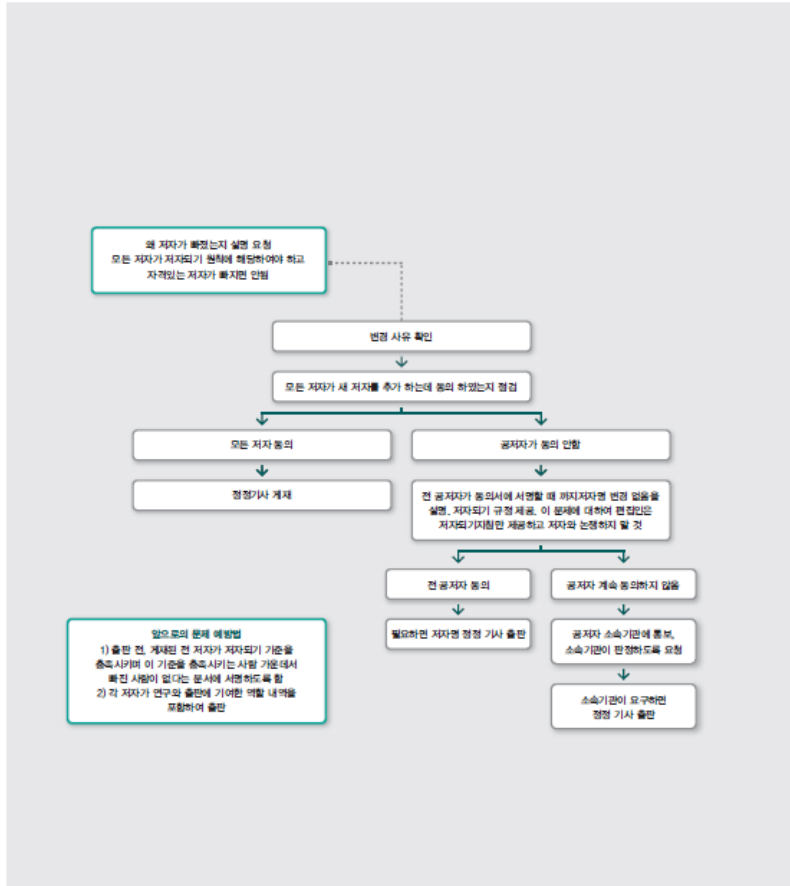 왜 저자가 빠졌는지 설명 요청
모든 저자가 저자되기 원칙에 해당하여야 하고
자격있는 저자가 빠지면 안됨
변경 사유 확인
모든 저자가 새 저자를 추가 하는데 동의 하였는지 점검
모든 저자 동의
공저자가 동의 안함
정정기사 게재
전 공저자가 동의서에 서명할 때 까지저자명 변경 없음을
설명, 저자되기 규정 제공, 이 문제에 대하여 편집인은
저자되기지침만 제공하고 저자와 논쟁하지 말 것
전 공저자 동의
공저자 계속 동의하지 않음
필요하면 저자명 정정 기사 출판
공저자 소속기관에 통보,
소속기관이 판정하도록 요청
소속기관이 요구하면
정정 기사 출판
앞으로의 문제 예방법
1) 출판 전, 게재된 전 저자가 저자되기 기준을
충족시키며 이 기준을 충족시키는 사람 가운데서
빠진 사람이 없다는 문서에 서명하도록 함
2) 각 저자가 연구와 출판에 기여한 역할 내역을
포함하여 출판